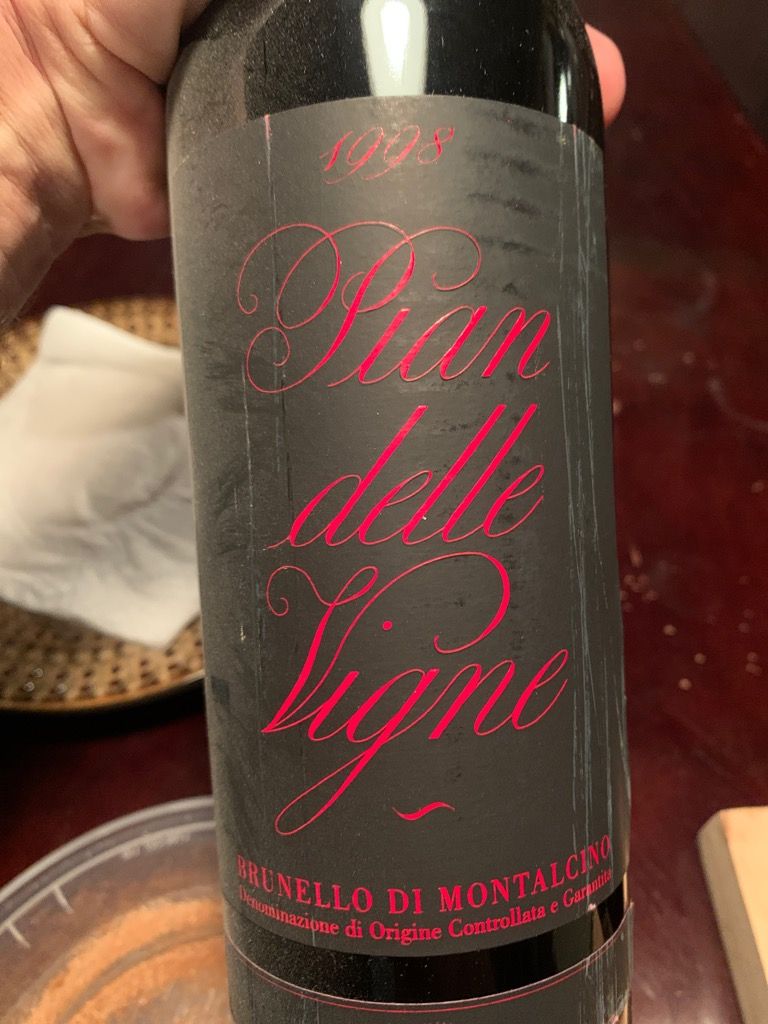 1998
Pian
delle
Vigne
BRUNELLO DI MONTALCINO
Denominazione di Origine Controllata e Garantita